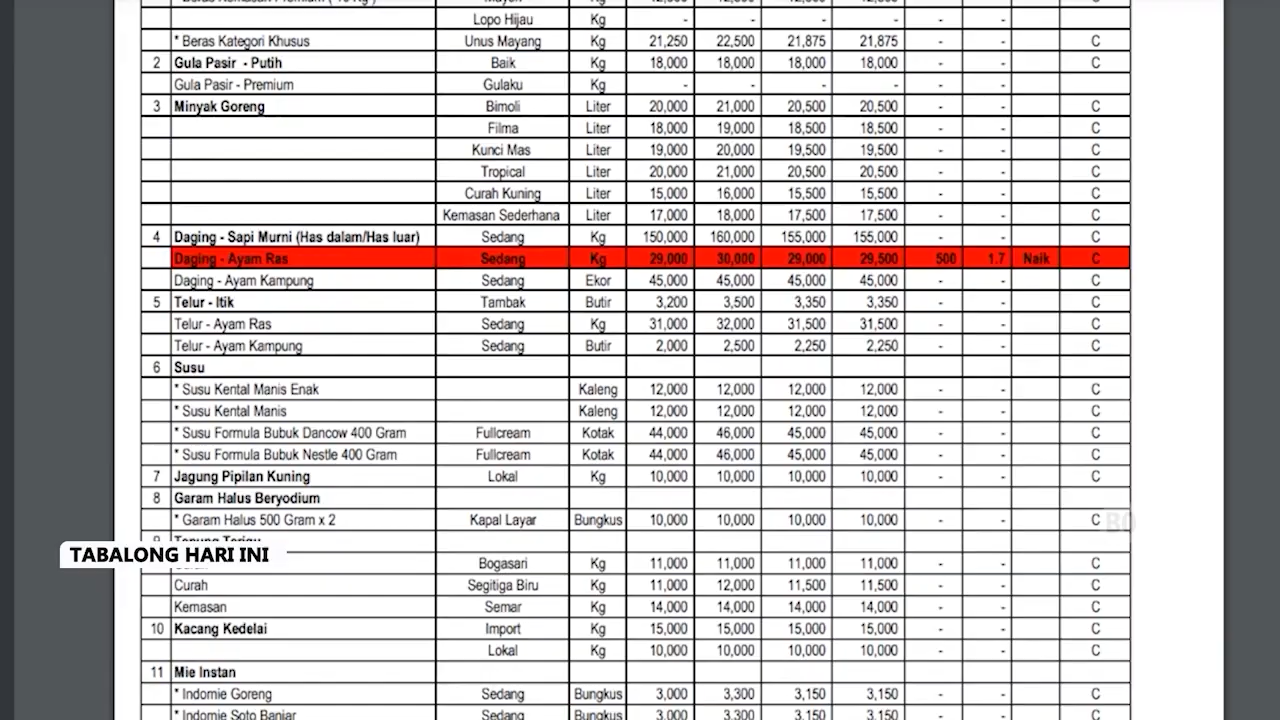 Lopo Hijau Kg - - - - - -
* Beras Kategori Khusus Unus Mayang Kg 21,250 22,500 21,875 21,875 - - C
2 Gula Pasir - Putih Baik Kg 18,000 18,000 18,000 18,000 - - C
Gula Pasir - Premium Gulaku Kg - - - - - -
3 Minyak Goreng Bimoli Liter 20,000 21,000 20,500 20,500 - - C
Filma Liter 18,000 19,000 18,500 18,500 - - C
Kunci Mas Liter 19,000 20,000 19,500 19,500 - - C
Tropical Liter 20,000 21,000 20,500 20,500 - - C
Curah Kuning Liter 15,000 16,000 15,500 15,500 - - C
Kemasan Sederhana Liter 17,000 18,000 17,500 17,500 - - C
4 Daging - Sapi Murni (Has dalam/Has luar) Sedang Kg 150,000 160,000 155,000 155,000 - - C
Daging - Ayam Ras Sedang Kg 29,000 30,000 29,000 29,500 500 1.7 Naik C
Daging - Ayam Kampung Sedang Ekor 45,000 45,000 45,000 45,000 - - C
5 Telur - Itik Tambak Butir 3,200 3,500 3,350 3,350 - - C
Telur - Ayam Ras Sedang Kg 31,000 32,000 31,500 31,500 - - C
Telur - Ayam Kampung Sedang Butir 2,000 2,500 2,250 2,250 - - C
6 Susu
* Susu Kental Manis Enak Kaleng 12,000 12,000 12,000 12,000 - - C
* Susu Kental Manis Kaleng 12,000 12,000 12,000 12,000 - - C
* Susu Formula Bubuk Dancow 400 Gram Fullcream Kotak 44,000 46,000 45,000 45,000 - - C
* Susu Formula Bubuk Nestle 400 Gram Fullcream Kotak 44,000 46,000 45,000 45,000 - - C
7 Jagung Pipilan Kuning Lokal Kg 10,000 10,000 10,000 10,000 - - C
8 Garam Halus Beryodium
* Garam Halus 500 Gram x 2 Kapal Layar Bungkus 10,000 10,000 10,000 10,000 - - C
TABALONG HARI INI
Bogasari Kg 11,000 11,000 11,000 11,000 - - C
Curah Segitiga Biru Kg 11,000 12,000 11,500 11,500 - - C
Kemasan Semar Kg 14,000 14,000 14,000 14,000 - - C
10 Kacang Kedelai Import Kg 15,000 15,000 15,000 15,000 - - C
Lokal Kg 10,000 10,000 10,000 10,000 - - C
11 Mie Instan
* Indomie Goreng Sedang Bungkus 3,000 3,300 3,150 3,150 - - C
* Indomie Soto Banjar Sedang Bungkus 3,000 3,300 3,150 3,150 - - C